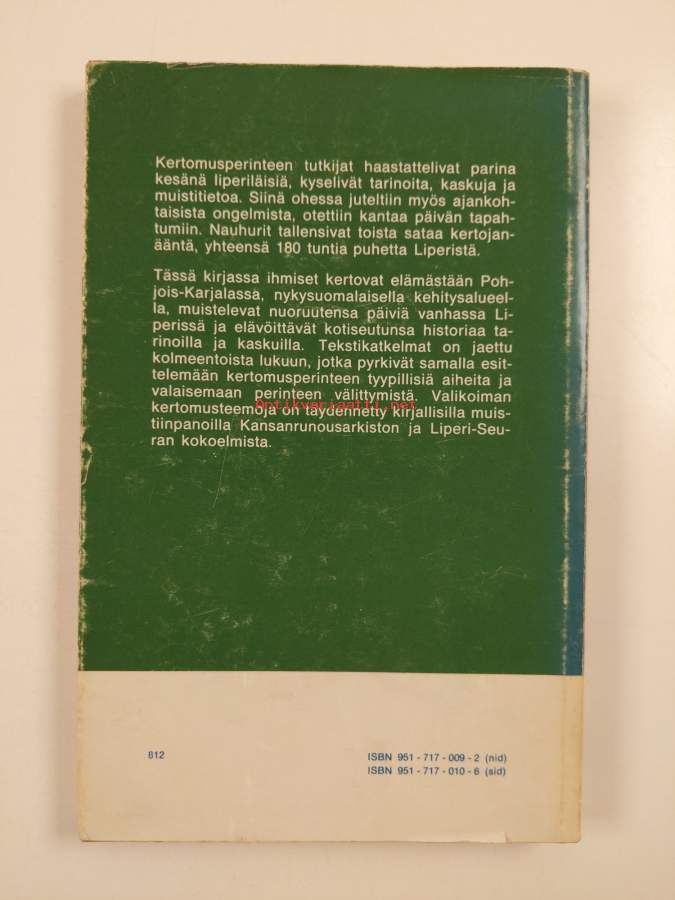 Kertomusperinteen tutkijat haastattelivat parina
kesänä liperiläisiä, kyselivät tarinoita, kaskuja ja
muistitietoa. Siinä ohessa juteltiin myös ajankoh-
taisista ongelmista, otettiin kantaa päivän tapah-
tumiin. Nauhurit tallensivat toista sataa kertojan-
ääntä, yhteensä 180 tuntia puhetta Liperistä.
Tässä kirjassa ihmiset kertovat elämästään Poh-
jois-Karjalassa, nykysuomalaisella kehitysalueel-
la, muistelevat nuoruutensa päiviä vanhassa Li-
perissä ja elävöittävät kotiseutunsa historiaa ta-
rinoilla ja kaskuilla. Tekstikatkelmat on jaettu
kolmeentoista lukuun, jotka pyrkivät samalla esit-
telemään kertomusperinteen tyypillisiä aiheita ja
valaisemaan perinteen välittymistä. Valikoiman
Antikvariaatti.net
kertomusteemoja on täydennetty kirjallisilla muis-
tiinpanoilla Kansanrunousarkiston ja Liperi-Seu-
ran kokoelmista.
812
ISBN 951-717-009-2 (nid)
ISBN 951-717-010-6 (sid)